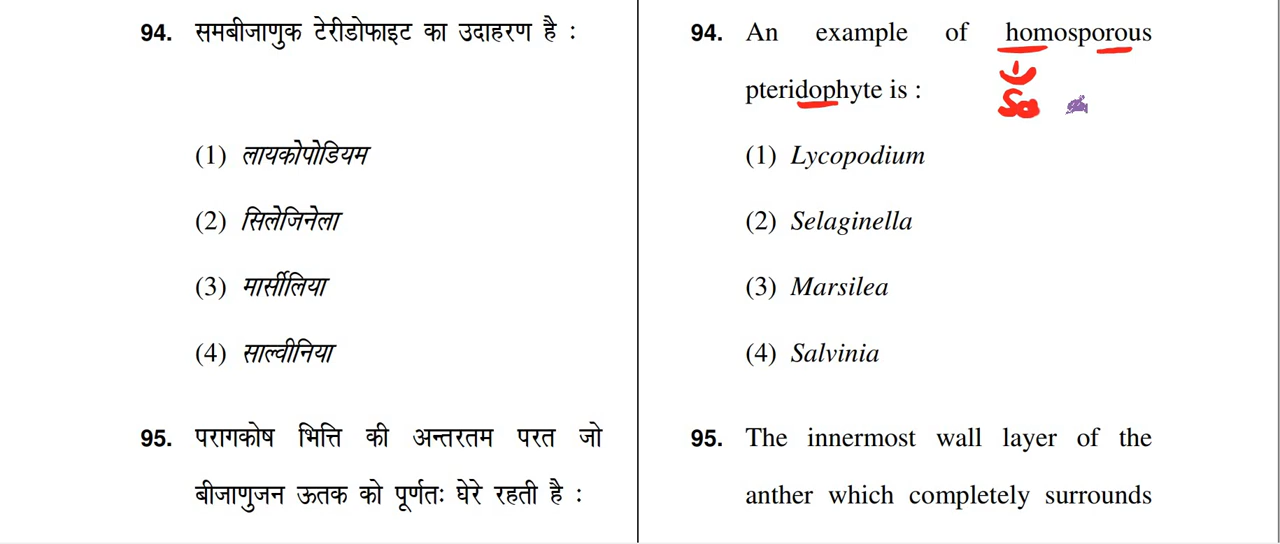 94. समबीजाणुक टेरीडोफाइट का उदाहरण है :
(1) लायकोपोडियम
(2) सिलेजिनेला
(3) मार्सीलिया
(4) साल्वीनिया
95. परागकोष भित्ति की अन्तरतम परत जो
बीजाणुजन ऊतक को पूर्णतः घेरे रहती है :
94. An example of homosporous
pteridophyte is :
(1) Lycopodium
(2) Selaginella
(3) Marsilea
(4) Salvinia
95. The innermost wall layer of the
anther which completely surrounds